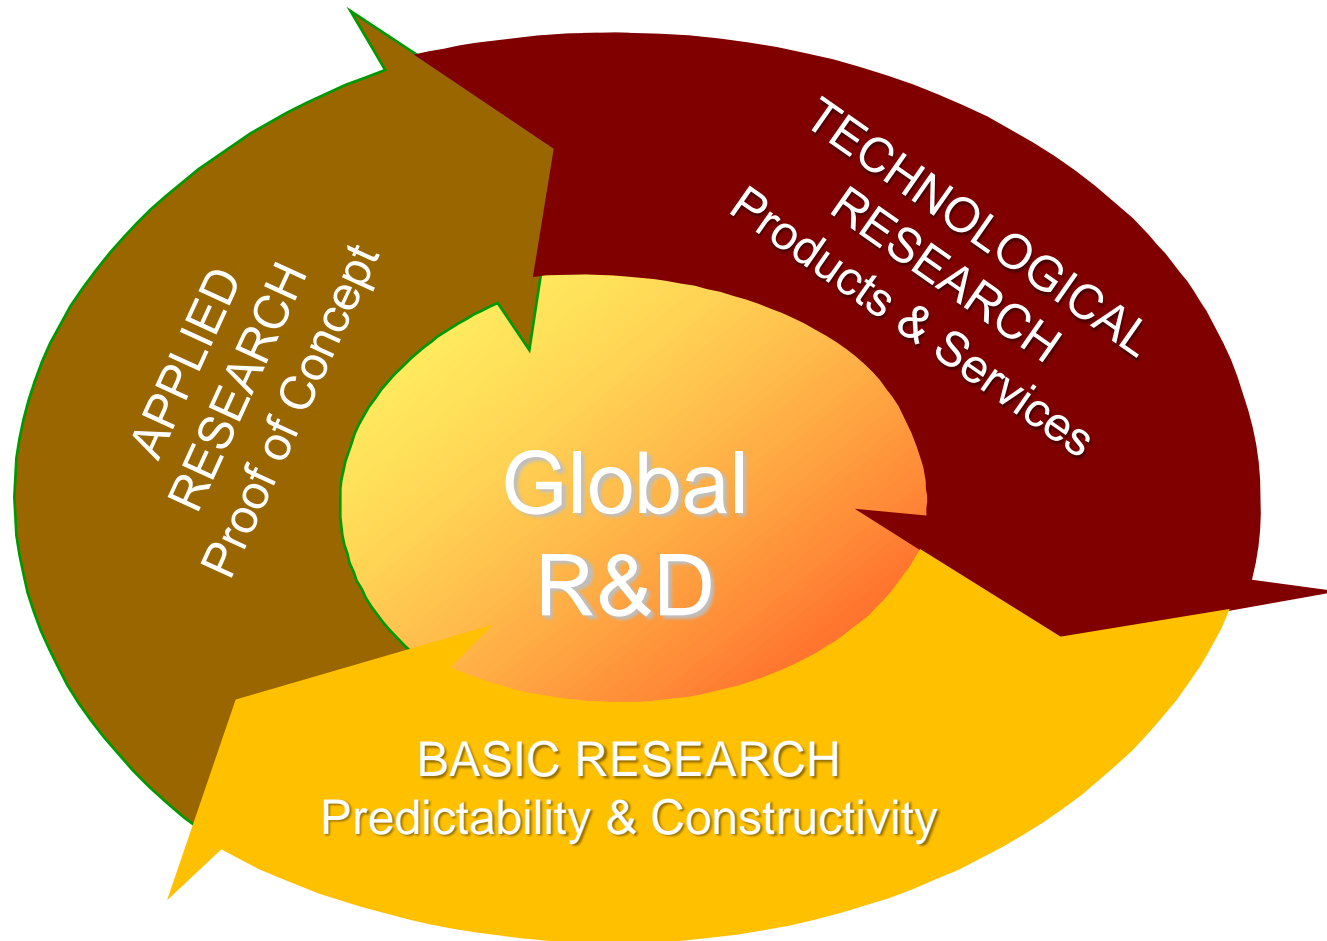 TECHNOLOGICAL
RESEARCH
Products & Services
APPLIED
RESEARCH
Proof of Concept
Global
R&D
BASIC RESEARCH
Predictability & Constructivity